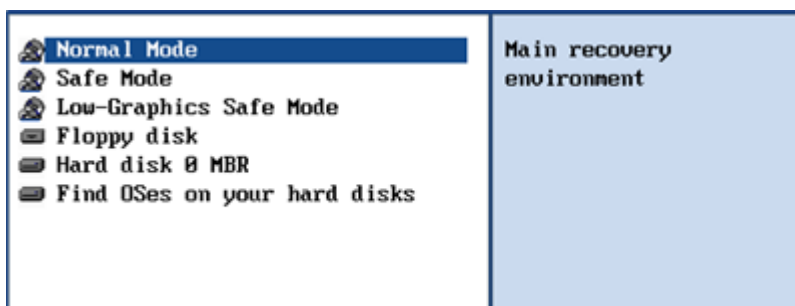 Normal Mode
Safe Mode
Low-Graphics Safe Mode
Floppy disk
Hard disk 0 MBR
Find OSes on your hard disks
Main recovery
environment